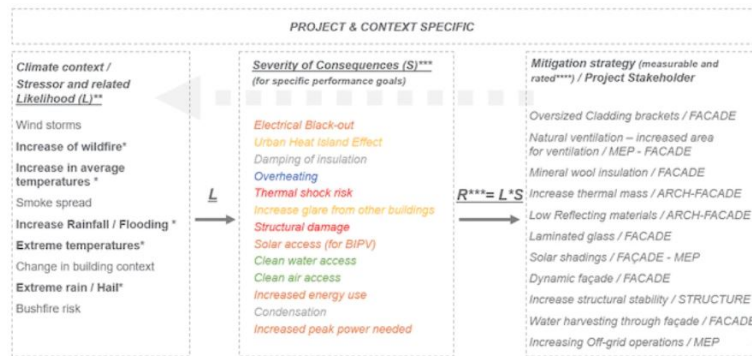 PROJECT & CONTEXT SPECIFIC
Climate context /
Stressor and related
Likelihood (L)**
Wind storms
Increase of wildfire*
Increase in average
temperatures *
Smoke spread
Increase Rainfall / Flooding *
Extreme temperatures*
Change in building context
Extreme rain / Hail*
Bushfire risk
L
Severity of Consequences (S)***
(for specific performance goals)
Electrical Black-out
Urban Heat Island Effect
Damping of insulation
Overheating
Thermal shock risk
Increase glare from other buildings
Structural damage
Solar access (for BIPV)
Clean water access
Clean air access
Increased energy use
Condensation
Increased peak power needed
R***= L*S
Mitigation strategy (measurable and
rated****) / Project Stakeholder
Oversized Cladding brackets / FACADE
Natural ventilation – increased area
for ventilation / MEP - FACADE
Mineral wool insulation / FACADE
Increase thermal mass / ARCH-FACADE
Low Reflecting materials / ARCH-FACADE
Laminated glass / FACADE
Solar shadings / FAÇADE - MEP
Dynamic façade / FACADE
Increase structural stability / STRUCTURE
Water harvesting through façade / FACADE
Increasing Off-grid operations / MEP